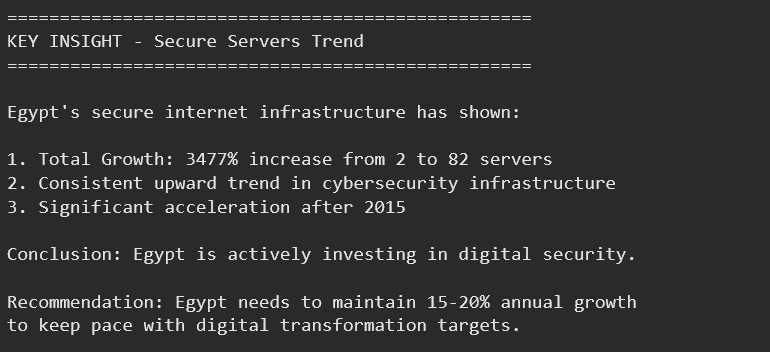 ==================================================
KEY INSIGHT - Secure Servers Trend
==================================================
Egypt's secure internet infrastructure has shown:
1. Total Growth: 3477% increase from 2 to 82 servers
2. Consistent upward trend in cybersecurity infrastructure
3. Significant acceleration after 2015
Conclusion: Egypt is actively investing in digital security.
Recommendation: Egypt needs to maintain 15-20% annual growth
to keep pace with digital transformation targets.